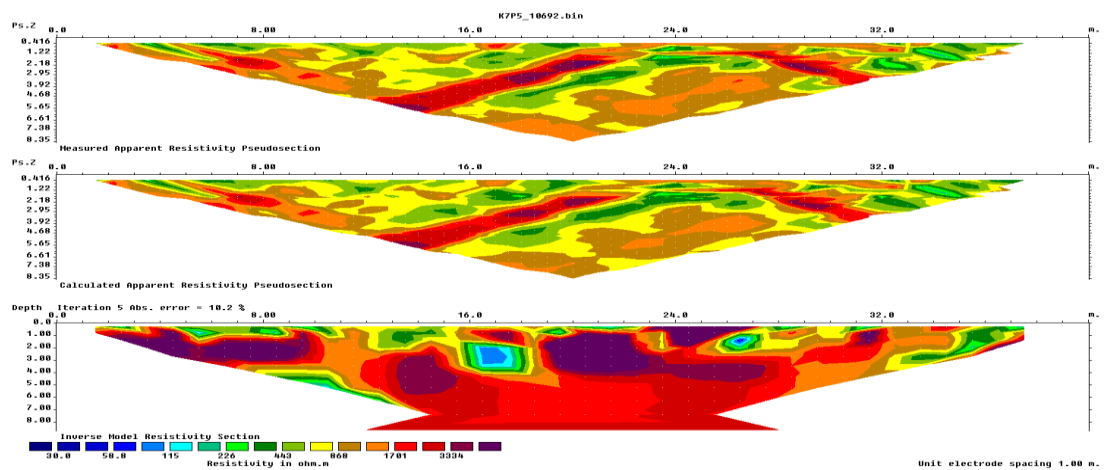 K7P5_10692.bin
Ps.Z 0.0 8.00 16.0 24.0 32.0 m.
0.416
1.22
2.18
2.95
3.92
4.68
5.65
6.61
7.38
8.35
Measured Apparent Resistivity Pseudosection
Ps.Z 0.0 8.00 16.0 24.0 32.0 m.
0.416
1.22
2.18
2.95
3.92
4.68
5.65
6.61
7.38
8.35
Calculated Apparent Resistivity Pseudosection
Depth Iteration 5 Abs. error = 10.2 %
0.0 8.00 16.0 24.0 32.0 m.
0.0
1.00
2.00
3.00
4.00
5.00
6.00
7.00
8.00
Inverse Model Resistivity Section
30.0 58.8 115 226 443 868 1701 3334
Resistivity in ohm.m
Unit electrode spacing 1.00 m.